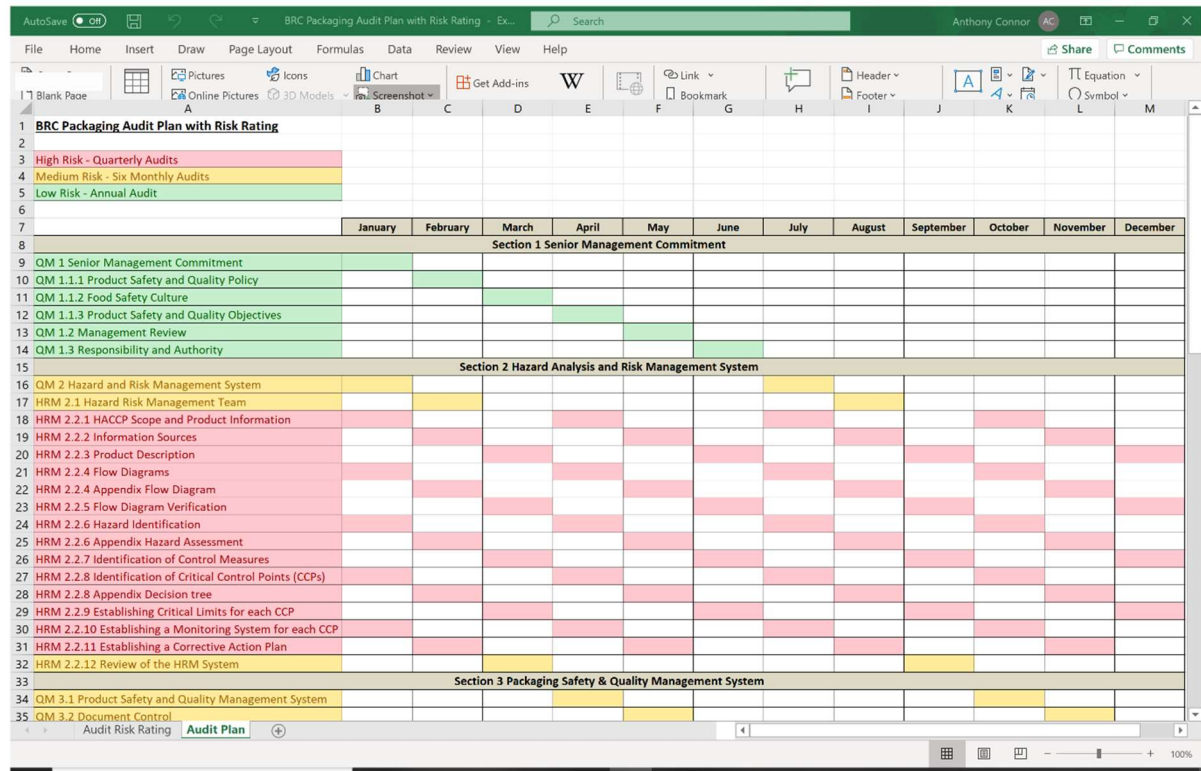 AutoSave Off BRC Packaging Audit Plan with Risk Rating - Ex... Search Anthony Connor AC
File Home Insert Draw Page Layout Formulas Data Review View Help Share Comments
Pictures Icons Chart Get Add-ins W Link Header Equation
Blank Page Online Pictures 3D Models Screenshot Bookmark A Footer Symbol
A B C D E F G H I J K L M
1 BRC Packaging Audit Plan with Risk Rating
2
3 High Risk - Quarterly Audits
4 Medium Risk - Six Monthly Audits
5 Low Risk - Annual Audit
6
7 January February March April May June July August September October November December
8 Section 1 Senior Management Commitment
9 QM 1 Senior Management Commitment
10 QM 1.1.1 Product Safety and Quality Policy
11 QM 1.1.2 Food Safety Culture
12 QM 1.1.3 Product Safety and Quality Objectives
13 QM 1.2 Management Review
14 QM 1.3 Responsibility and Authority
15 Section 2 Hazard Analysis and Risk Management System
16 QM 2 Hazard and Risk Management System
17 HRM 2.1 Hazard Risk Management Team
18 HRM 2.2.1 HACCP Scope and Product Information
19 HRM 2.2.2 Information Sources
20 HRM 2.2.3 Product Description
21 HRM 2.2.4 Flow Diagrams
22 HRM 2.2.4 Appendix Flow Diagram
23 HRM 2.2.5 Flow Diagram Verification
24 HRM 2.2.6 Hazard Identification
25 HRM 2.2.6 Appendix Hazard Assessment
26 HRM 2.2.7 Identification of Control Measures
27 HRM 2.2.8 Identification of Critical Control Points (CCPs)
28 HRM 2.2.8 Appendix Decision tree
29 HRM 2.2.9 Establishing Critical Limits for each CCP
30 HRM 2.2.10 Establishing a Monitoring System for each CCP
31 HRM 2.2.11 Establishing a Corrective Action Plan
32 HRM 2.2.12 Review of the HRM System
33 Section 3 Packaging Safety & Quality Management System
34 QM 3.1 Product Safety and Quality Management System
35 QM 3.2 Document Control
Audit Risk Rating Audit Plan
100%